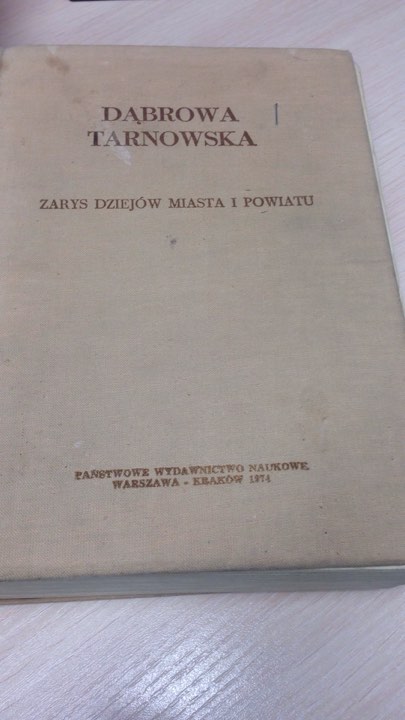 DĄBROWA
TARNOWSKA
ZARYS DZIEJÓW MIASTA I POWIATU
PAŃSTWOWE WYDAWNICTWO NAUKOWE
WARSZAWA - KRAKÓW 1974